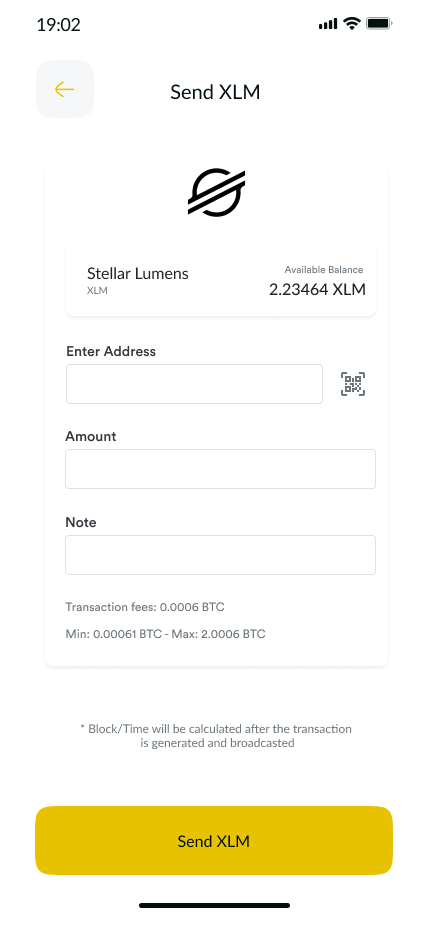 19:02
Send XLM
Stellar Lumens
XLM
Available Balance
2.23464 XLM
Enter Address
Amount
Note
Transaction fees: 0.0006 BTC
Min: 0.00061 BTC - Max: 2.0006 BTC
* Block/Time will be calculated after the transaction
is generated and broadcasted
Send XLM